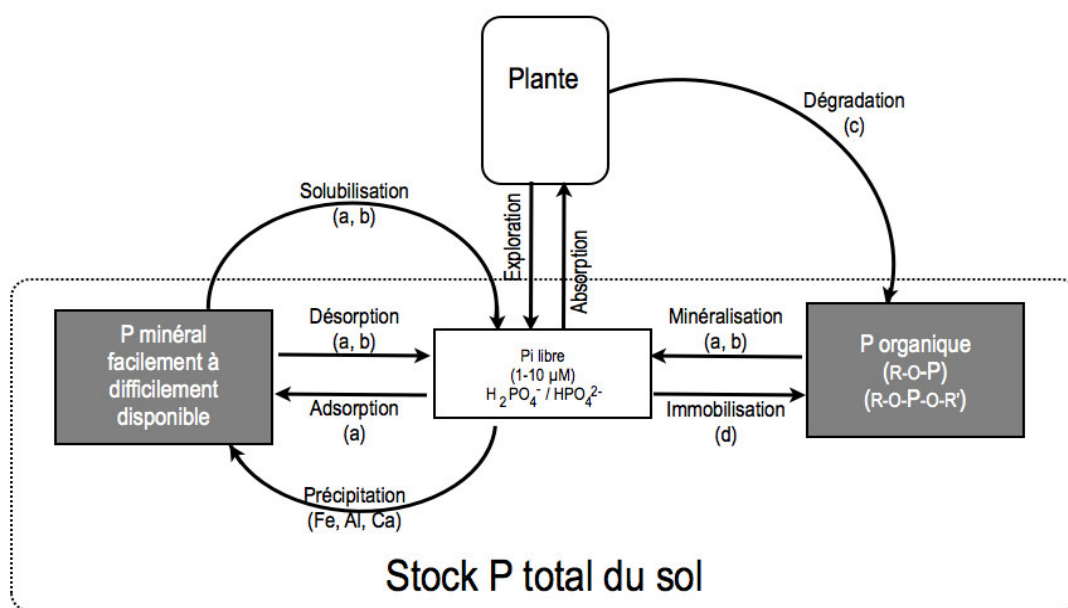 Plante
Dégradation
(c)
Solubilisation
(a, b)
Exploration
Absorption
P minéral
facilement à
difficilement
disponible
Désorption
(a, b)
Adsorption
(a)
Pi libre
(1-10 µM)
H₂PO₄⁻ / HPO₄²⁻
Minéralisation
(a, b)
Immobilisation
(d)
P organique
(R-O-P)
(R-O-P-O-R')
Précipitation
(Fe, Al, Ca)
Stock P total du sol